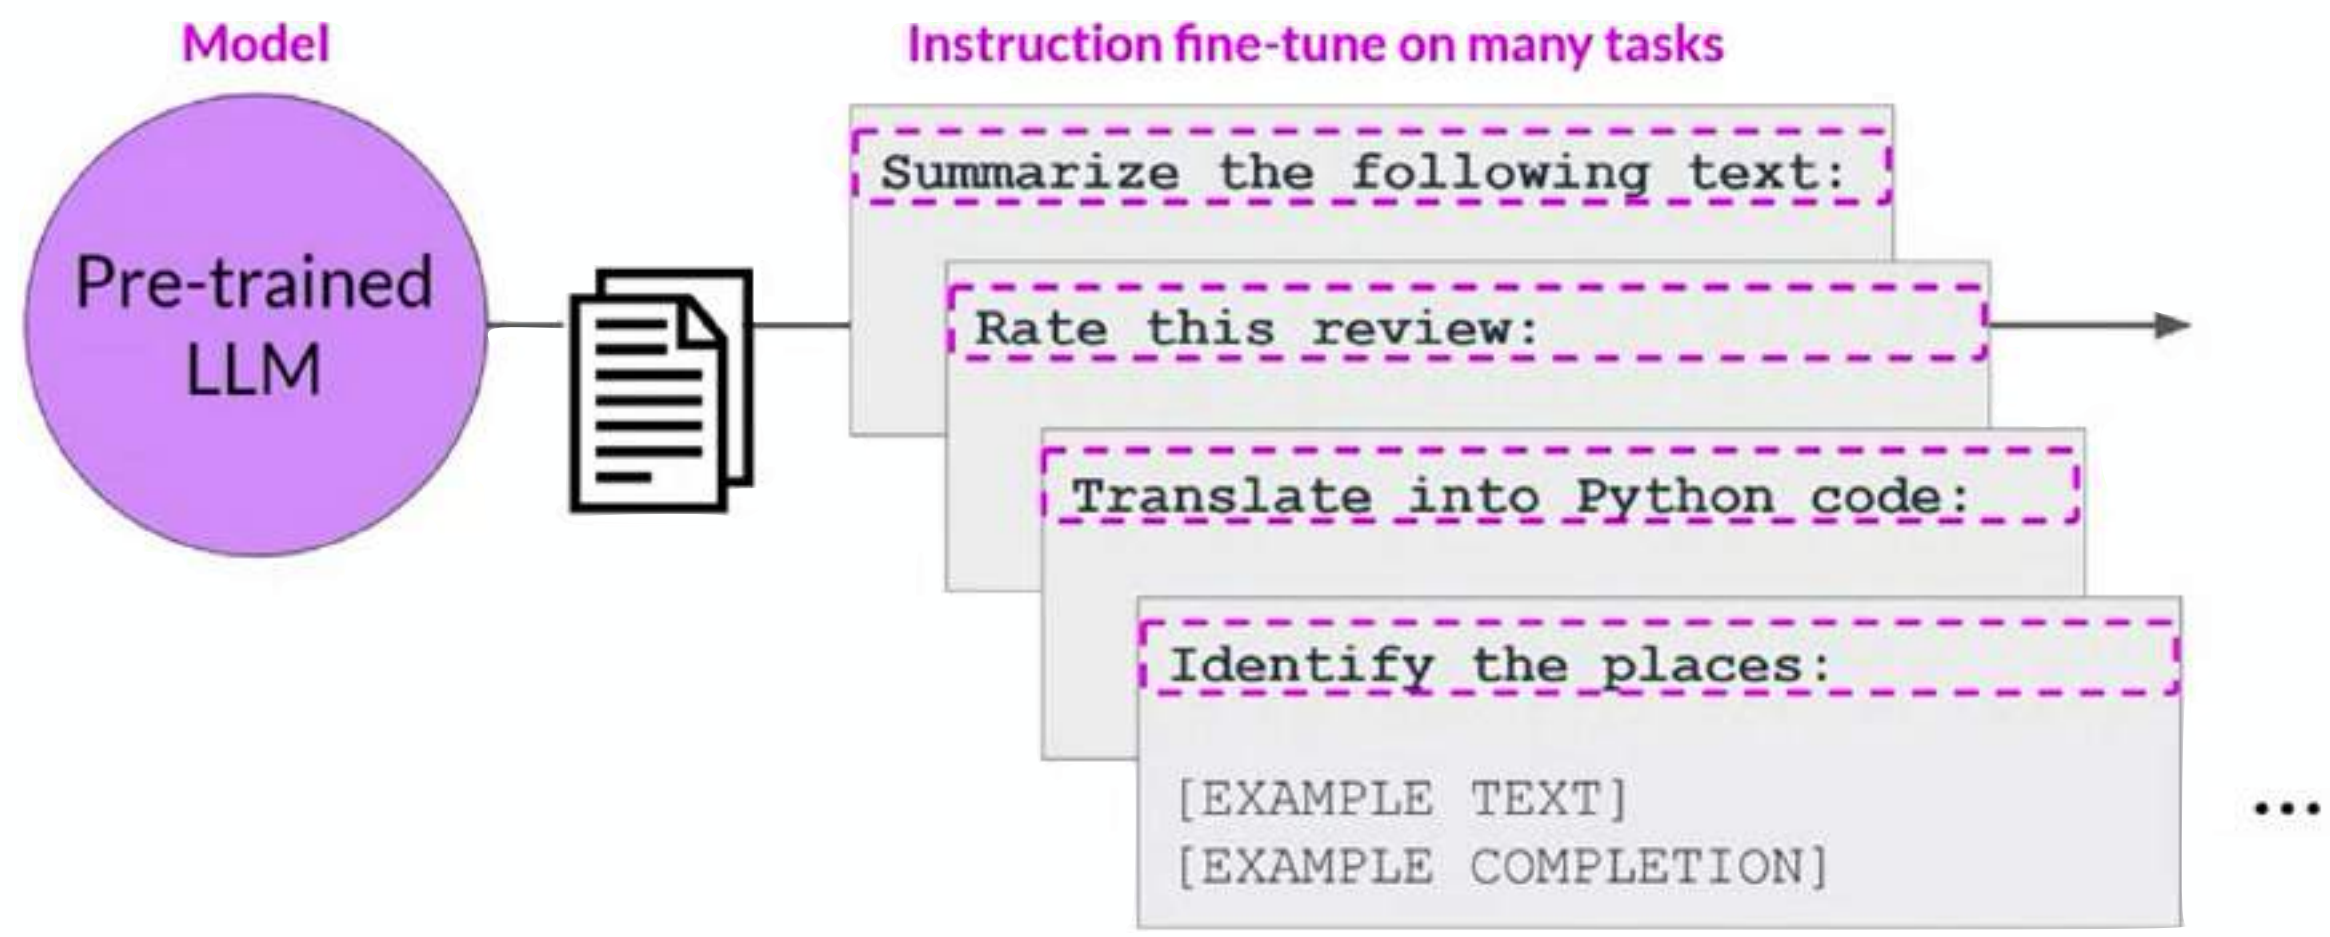 Model
Instruction fine-tune on many tasks
Pre-trained
LLM
Summarize the following text:
Rate this review:
Translate into Python code:
Identify the places:
[EXAMPLE TEXT]
[EXAMPLE COMPLETION]
...